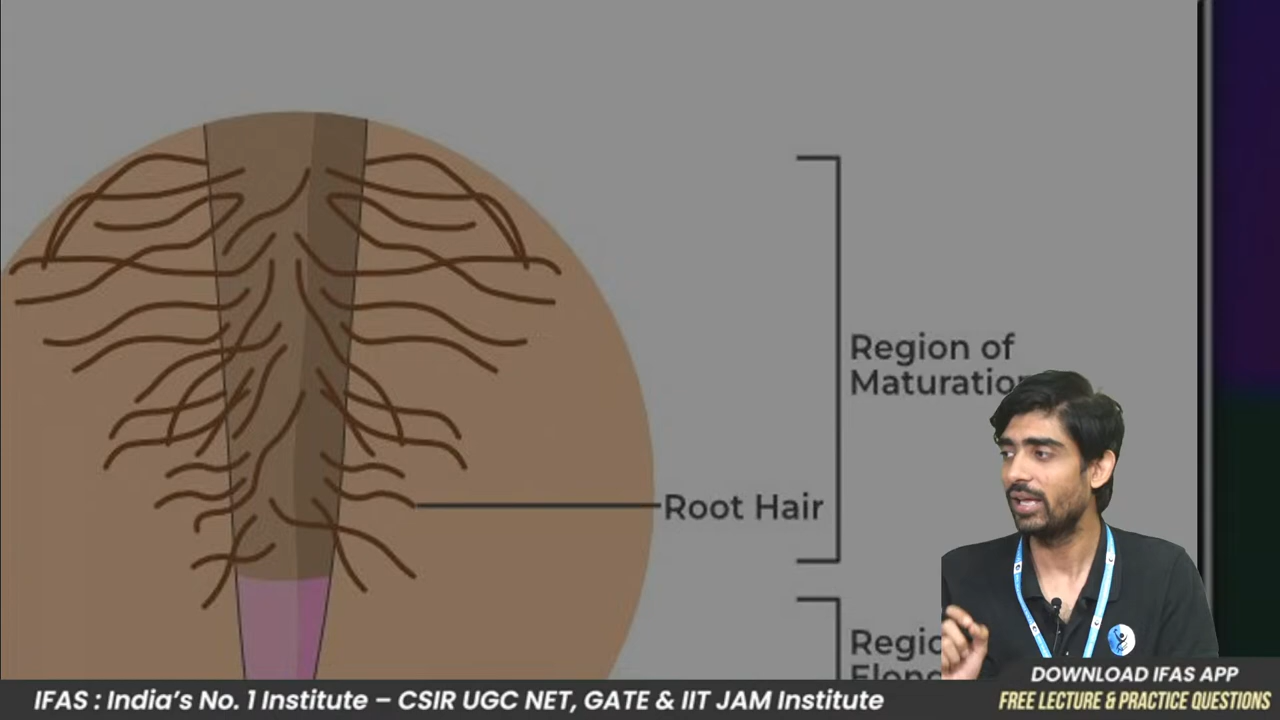 Region of
Root Hair
IFAS : India's No. 1 Institute – CSIR UGC NET, GATE & IIT JAM Institute
DOWNLOAD IFAS APP
FREE LECTURE & PRACTICE QUESTIONS